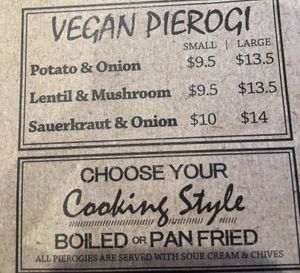 VEGAN PIEROGI
SMALL | LARGE
Potato & Onion $9.5 $13.5
Lentil & Mushroom $9.5 $13.5
Sauerkraut & Onion $10 $14
CHOOSE YOUR
Cooking Style
BOILED OR PAN FRIED
ALL PIEROGIES ARE SERVED WITH SOUR CREAM & CHIVES